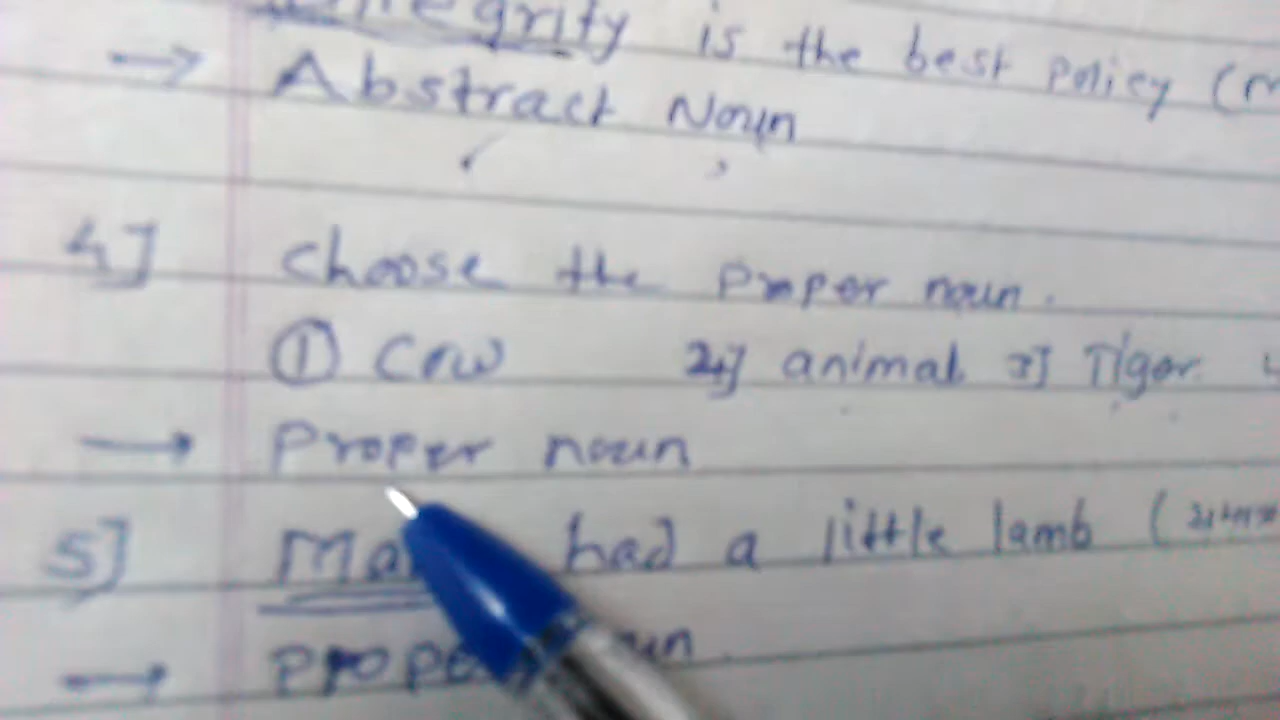 is the best policy
→ Abstract Noun
4] choose the proper noun.
① Cow 2] animal 3] Tiger
→ Proper noun
5] had a little lamb (
→